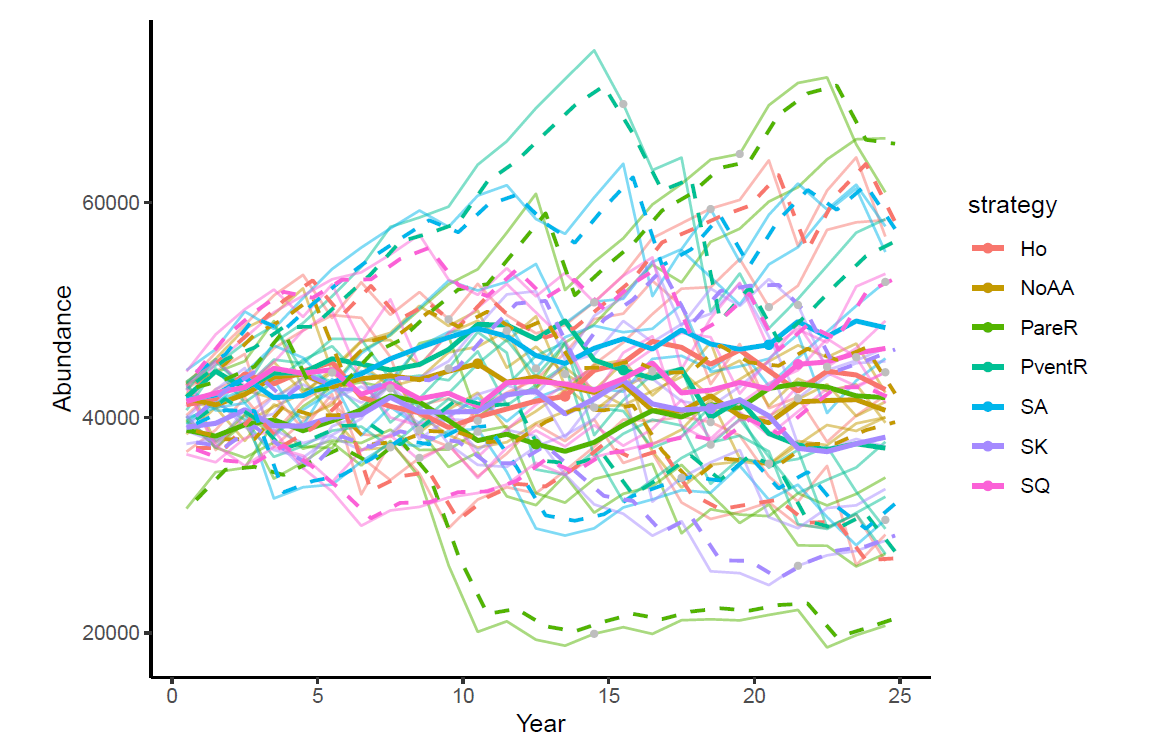 Abundance
60000
40000
20000
0
5
10
15
20
25
Year
strategy
Ho
NoAA
PareR
PventR
SA
SK
SQ